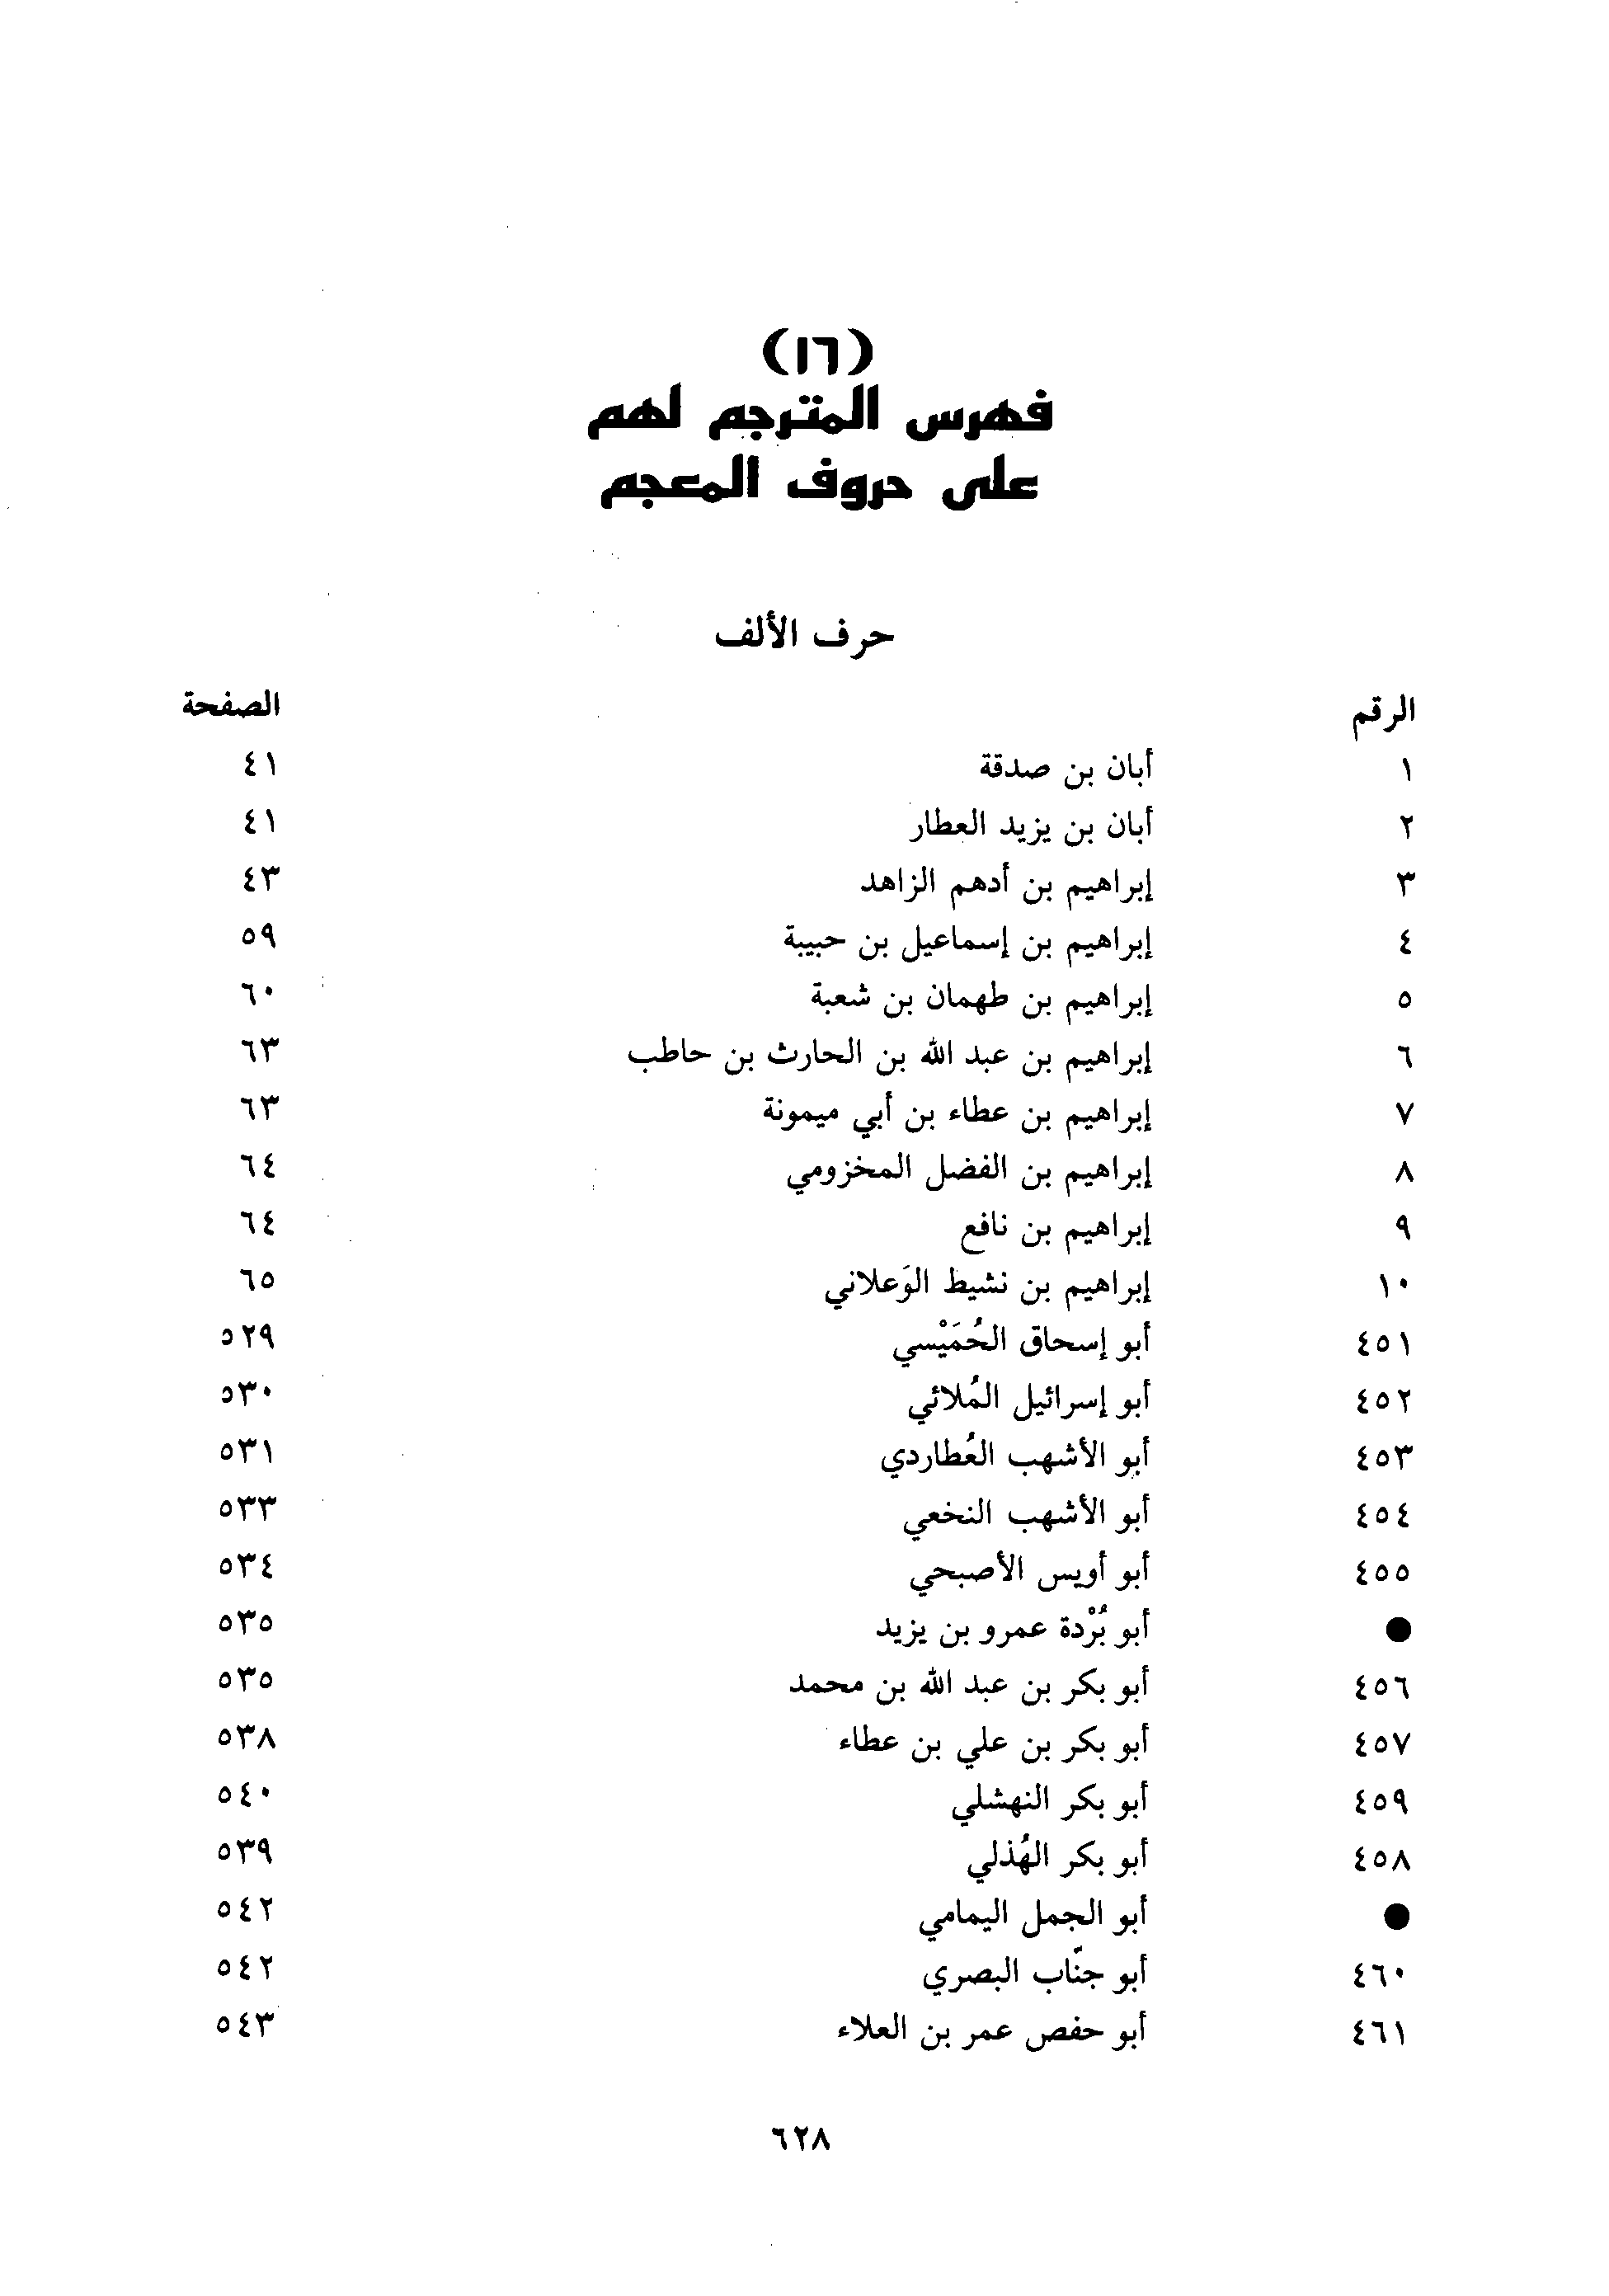 (١٦)
فهرس المترجم لهم
على حروف المعجم
حرف الألف
الرقم الصفحة
١ أبان بن صدقة ٤١
٢ أبان بن يزيد العطار ٤١
٣ إبراهيم بن أدهم الزاهد ٤٣
٤ إبراهيم بن إسماعيل بن حبيبة ٥٩
٥ إبراهيم بن طهمان بن شعبة ٦٠
٦ إبراهيم بن عبد الله بن الحارث بن حاطب ٦٣
٧ إبراهيم بن عطاء بن أبي ميمونة ٦٣
٨ إبراهيم بن الفضل المخزومي ٦٤
٩ إبراهيم بن نافع ٦٤
١٠ إبراهيم بن نشيط الوَعلاني ٦٥
٤٥١ أبو إسحاق الحُمَيْسي ٥٢٩
٤٥٢ أبو إسرائيل المُلائي ٥٣٠
٤٥٣ أبو الأشهب العُطاردي ٥٣١
٤٥٤ أبو الأشهب النخعي ٥٣٣
٤٥٥ أبو أويس الأصبحي ٥٣٤
● أبو بُرْدة عمرو بن يزيد ٥٣٥
٤٥٦ أبو بكر بن عبد الله بن محمد ٥٣٥
٤٥٧ أبو بكر بن علي بن عطاء ٥٣٨
٤٥٩ أبو بكر النهشلي ٥٤٠
٤٥٨ أبو بكر الهُذلي ٥٣٩
● أبو الجمل اليمامي ٥٤٢
٤٦٠ أبو جنّاب البصري ٥٤٢
٤٦١ أبو حفص عمر بن العلاء ٥٤٣
٦٢٨